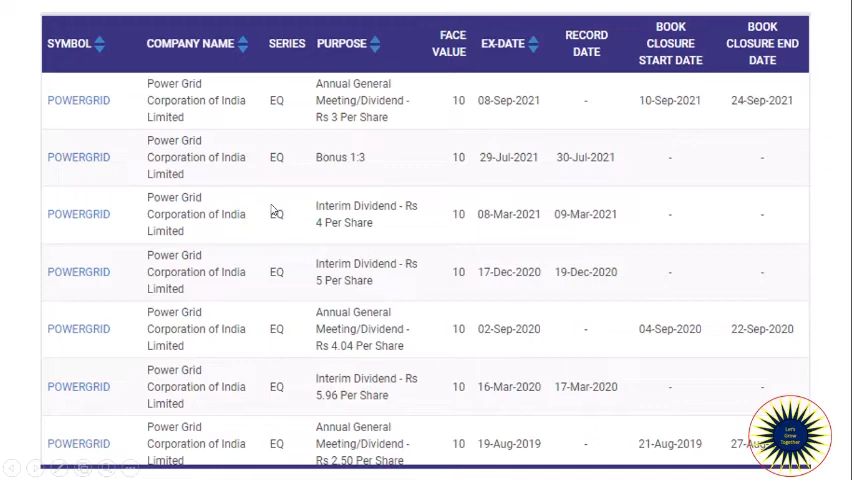 SYMBOL COMPANY NAME SERIES PURPOSE FACE VALUE EX-DATE RECORD DATE BOOK CLOSURE START DATE BOOK CLOSURE END DATE
POWERGRID Power Grid Corporation of India Limited EQ Annual General Meeting/Dividend - Rs 3 Per Share 10 08-Sep-2021 - 10-Sep-2021 24-Sep-2021
POWERGRID Power Grid Corporation of India Limited EQ Bonus 1:3 10 29-Jul-2021 30-Jul-2021 - -
POWERGRID Power Grid Corporation of India Limited EQ Interim Dividend - Rs 4 Per Share 10 08-Mar-2021 09-Mar-2021 - -
POWERGRID Power Grid Corporation of India Limited EQ Interim Dividend - Rs 5 Per Share 10 17-Dec-2020 19-Dec-2020 - -
POWERGRID Power Grid Corporation of India Limited EQ Annual General Meeting/Dividend - Rs 4.04 Per Share 10 02-Sep-2020 - 04-Sep-2020 22-Sep-2020
POWERGRID Power Grid Corporation of India Limited EQ Interim Dividend - Rs 5.96 Per Share 10 16-Mar-2020 17-Mar-2020 - -
POWERGRID Power Grid Corporation of India Limited EQ Annual General Meeting/Dividend - Rs 2.50 Per Share 10 19-Aug-2019 - 21-Aug-2019
Let's
Grow
Together